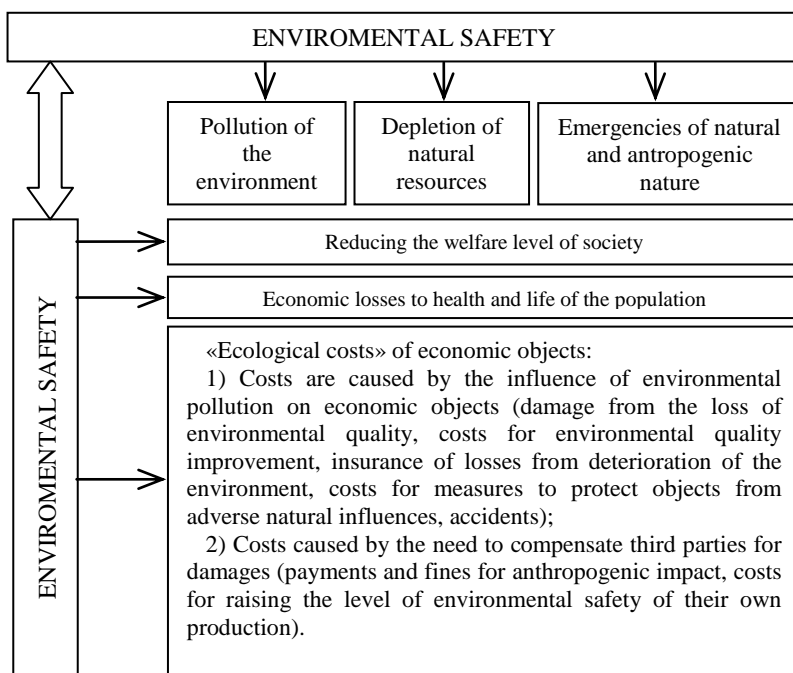 ENVIROMENTAL SAFETY
Pollution of
the
environment
Depletion of
natural
resources
Emergencies of natural
and antropogenic
nature
ENVIROMENTAL SAFETY
Reducing the welfare level of society
Economic losses to health and life of the population
«Ecological costs» of economic objects:
1) Costs are caused by the influence of environmental
pollution on economic objects (damage from the loss of
environmental quality, costs for environmental quality
improvement, insurance of losses from deterioration of the
environment, costs for measures to protect objects from
adverse natural influences, accidents);
2) Costs caused by the need to compensate third parties for
damages (payments and fines for anthropogenic impact, costs
for raising the level of environmental safety of their own
production).